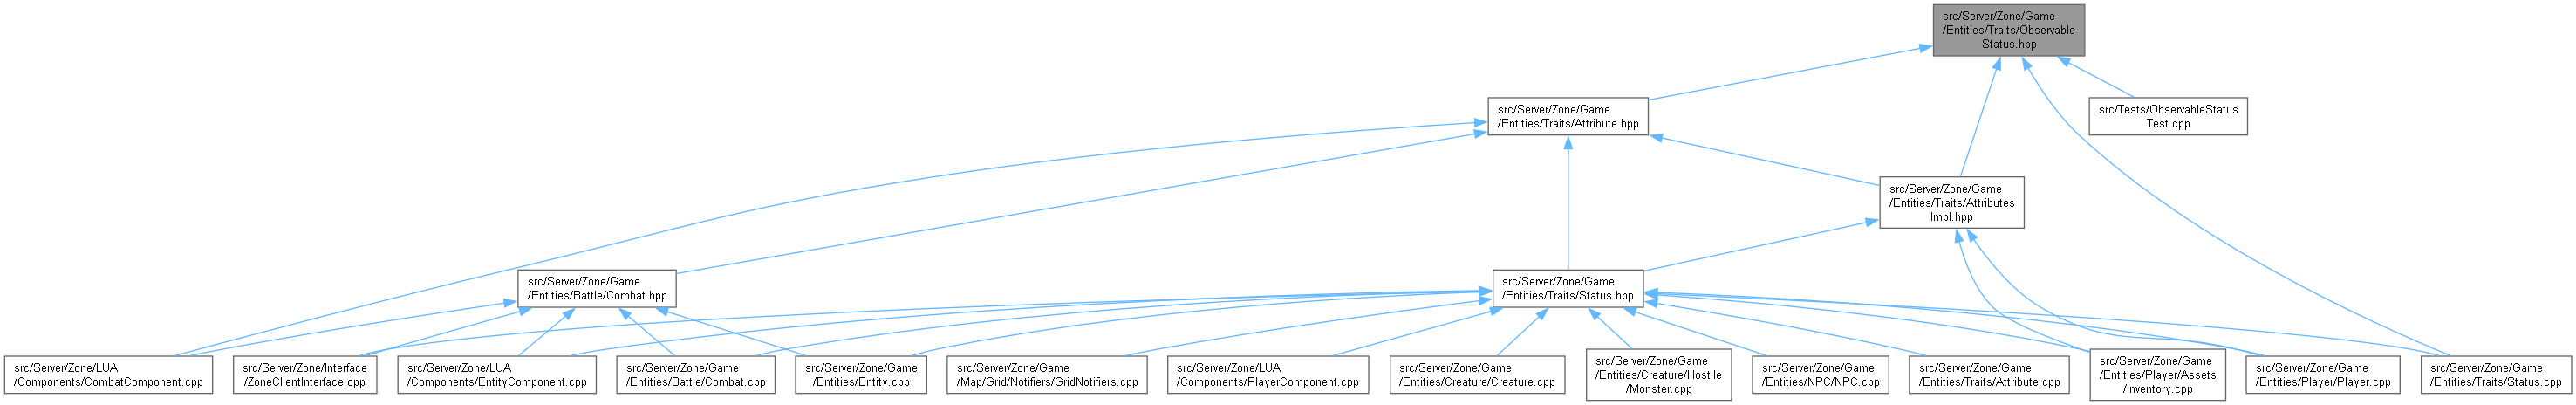 src/Server/Zone/Game
/Entities/Traits/Observable
Status.hpp
src/Server/Zone/Game
/Entities/Traits/Attribute.hpp
src/Tests/ObservableStatus
Test.cpp
src/Server/Zone/Game
/Entities/Traits/Attributes
Impl.hpp
src/Server/Zone/Game
/Entities/Battle/Combat.hpp
src/Server/Zone/Game
/Entities/Traits/Status.hpp
src/Server/Zone/LUA
/Components/CombatComponent.cpp
src/Server/Zone/Interface
/ZoneClientInterface.cpp
src/Server/Zone/LUA
/Components/EntityComponent.cpp
src/Server/Zone/Game
/Entities/Battle/Combat.cpp
src/Server/Zone/Game
/Entities/Entity.cpp
src/Server/Zone/Game
/Map/Grid/Notifiers/GridNotifiers.cpp
src/Server/Zone/LUA
/Components/PlayerComponent.cpp
src/Server/Zone/Game
/Entities/Creature/Creature.cpp
src/Server/Zone/Game
/Entities/Creature/Hostile
/Monster.cpp
src/Server/Zone/Game
/Entities/NPC/NPC.cpp
src/Server/Zone/Game
/Entities/Traits/Attribute.cpp
src/Server/Zone/Game
/Entities/Player/Assets
/Inventory.cpp
src/Server/Zone/Game
/Entities/Player/Player.cpp
src/Server/Zone/Game
/Entities/Traits/Status.cpp